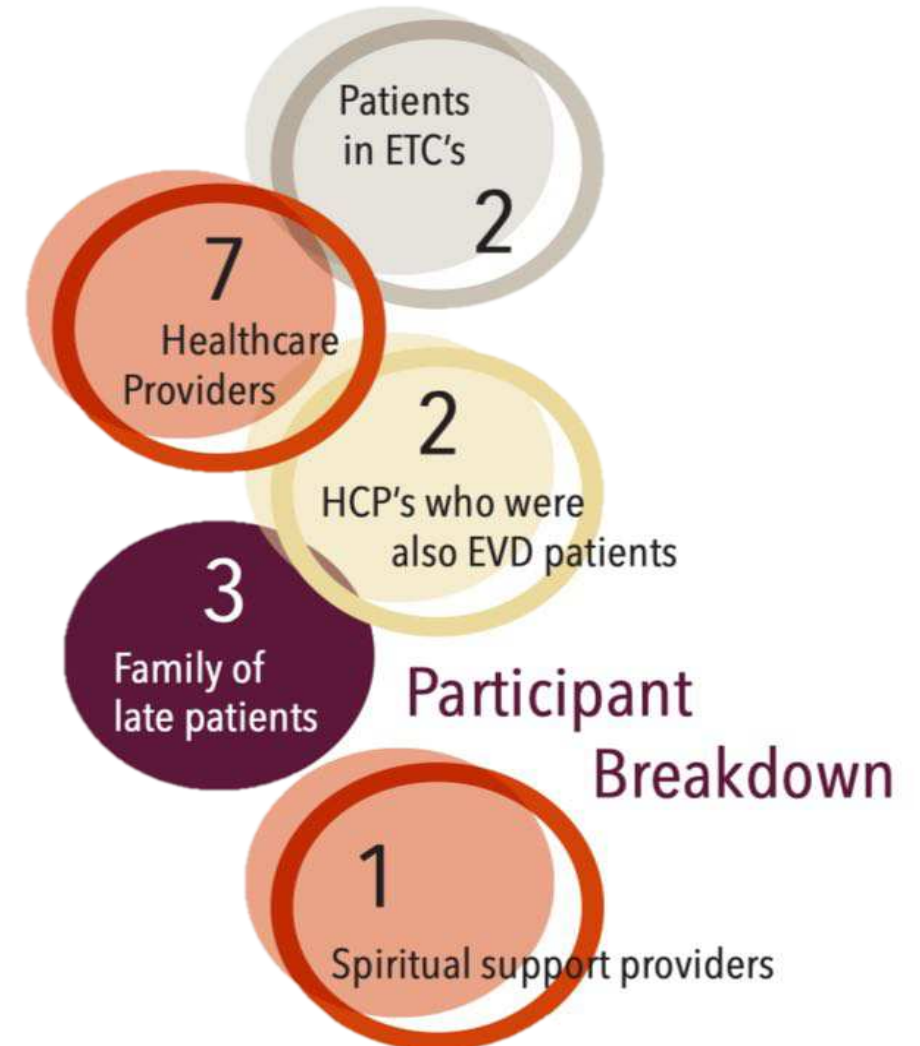 Patients
in ETC's
2
7
Healthcare
Providers
2
HCP's who were
also EVD patients
3
Family of
late patients
Participant
Breakdown
1
Spiritual support providers